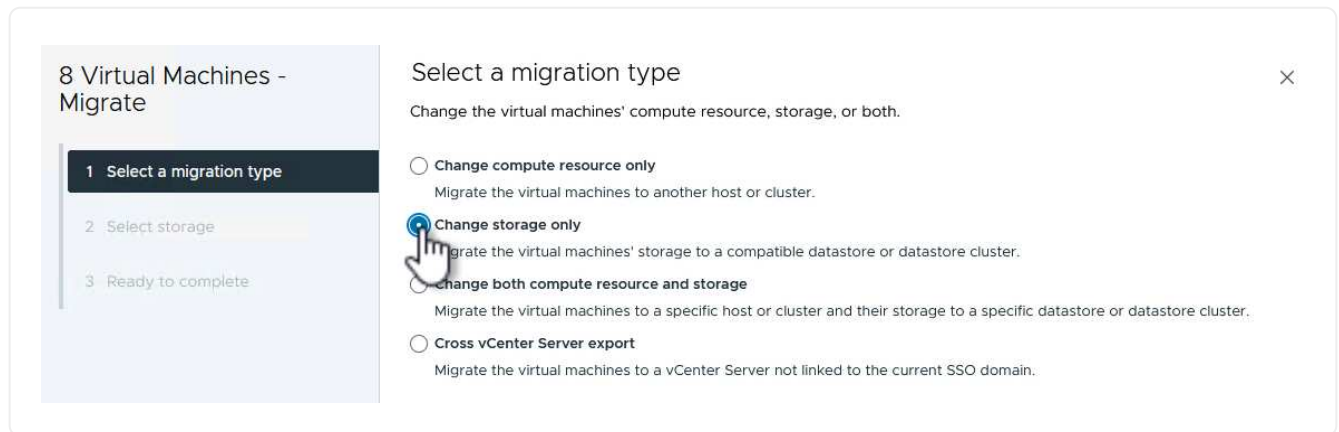 8 Virtual Machines -
Migrate
1 Select a migration type
2 Select storage
3 Ready to complete
Select a migration type
Change the virtual machines' compute resource, storage, or both.
Change compute resource only
Migrate the virtual machines to another host or cluster.
Change storage only
grate the virtual machines' storage to a compatible datastore or datastore cluster.
Change both compute resource and storage
Migrate the virtual machines to a specific host or cluster and their storage to a specific datastore or datastore cluster.
Cross vCenter Server export
Migrate the virtual machines to a vCenter Server not linked to the current SSO domain.